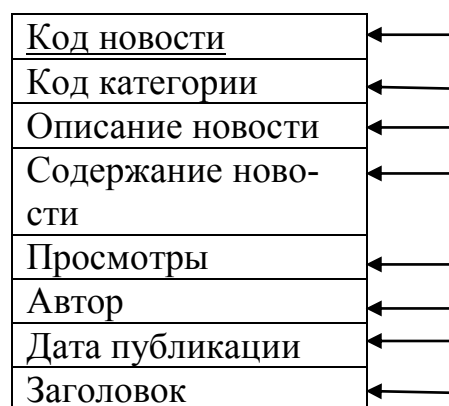 Код новости
Код категории
Описание новости
Содержание ново-
сти
Просмотры
Автор
Дата публикации
Заголовок